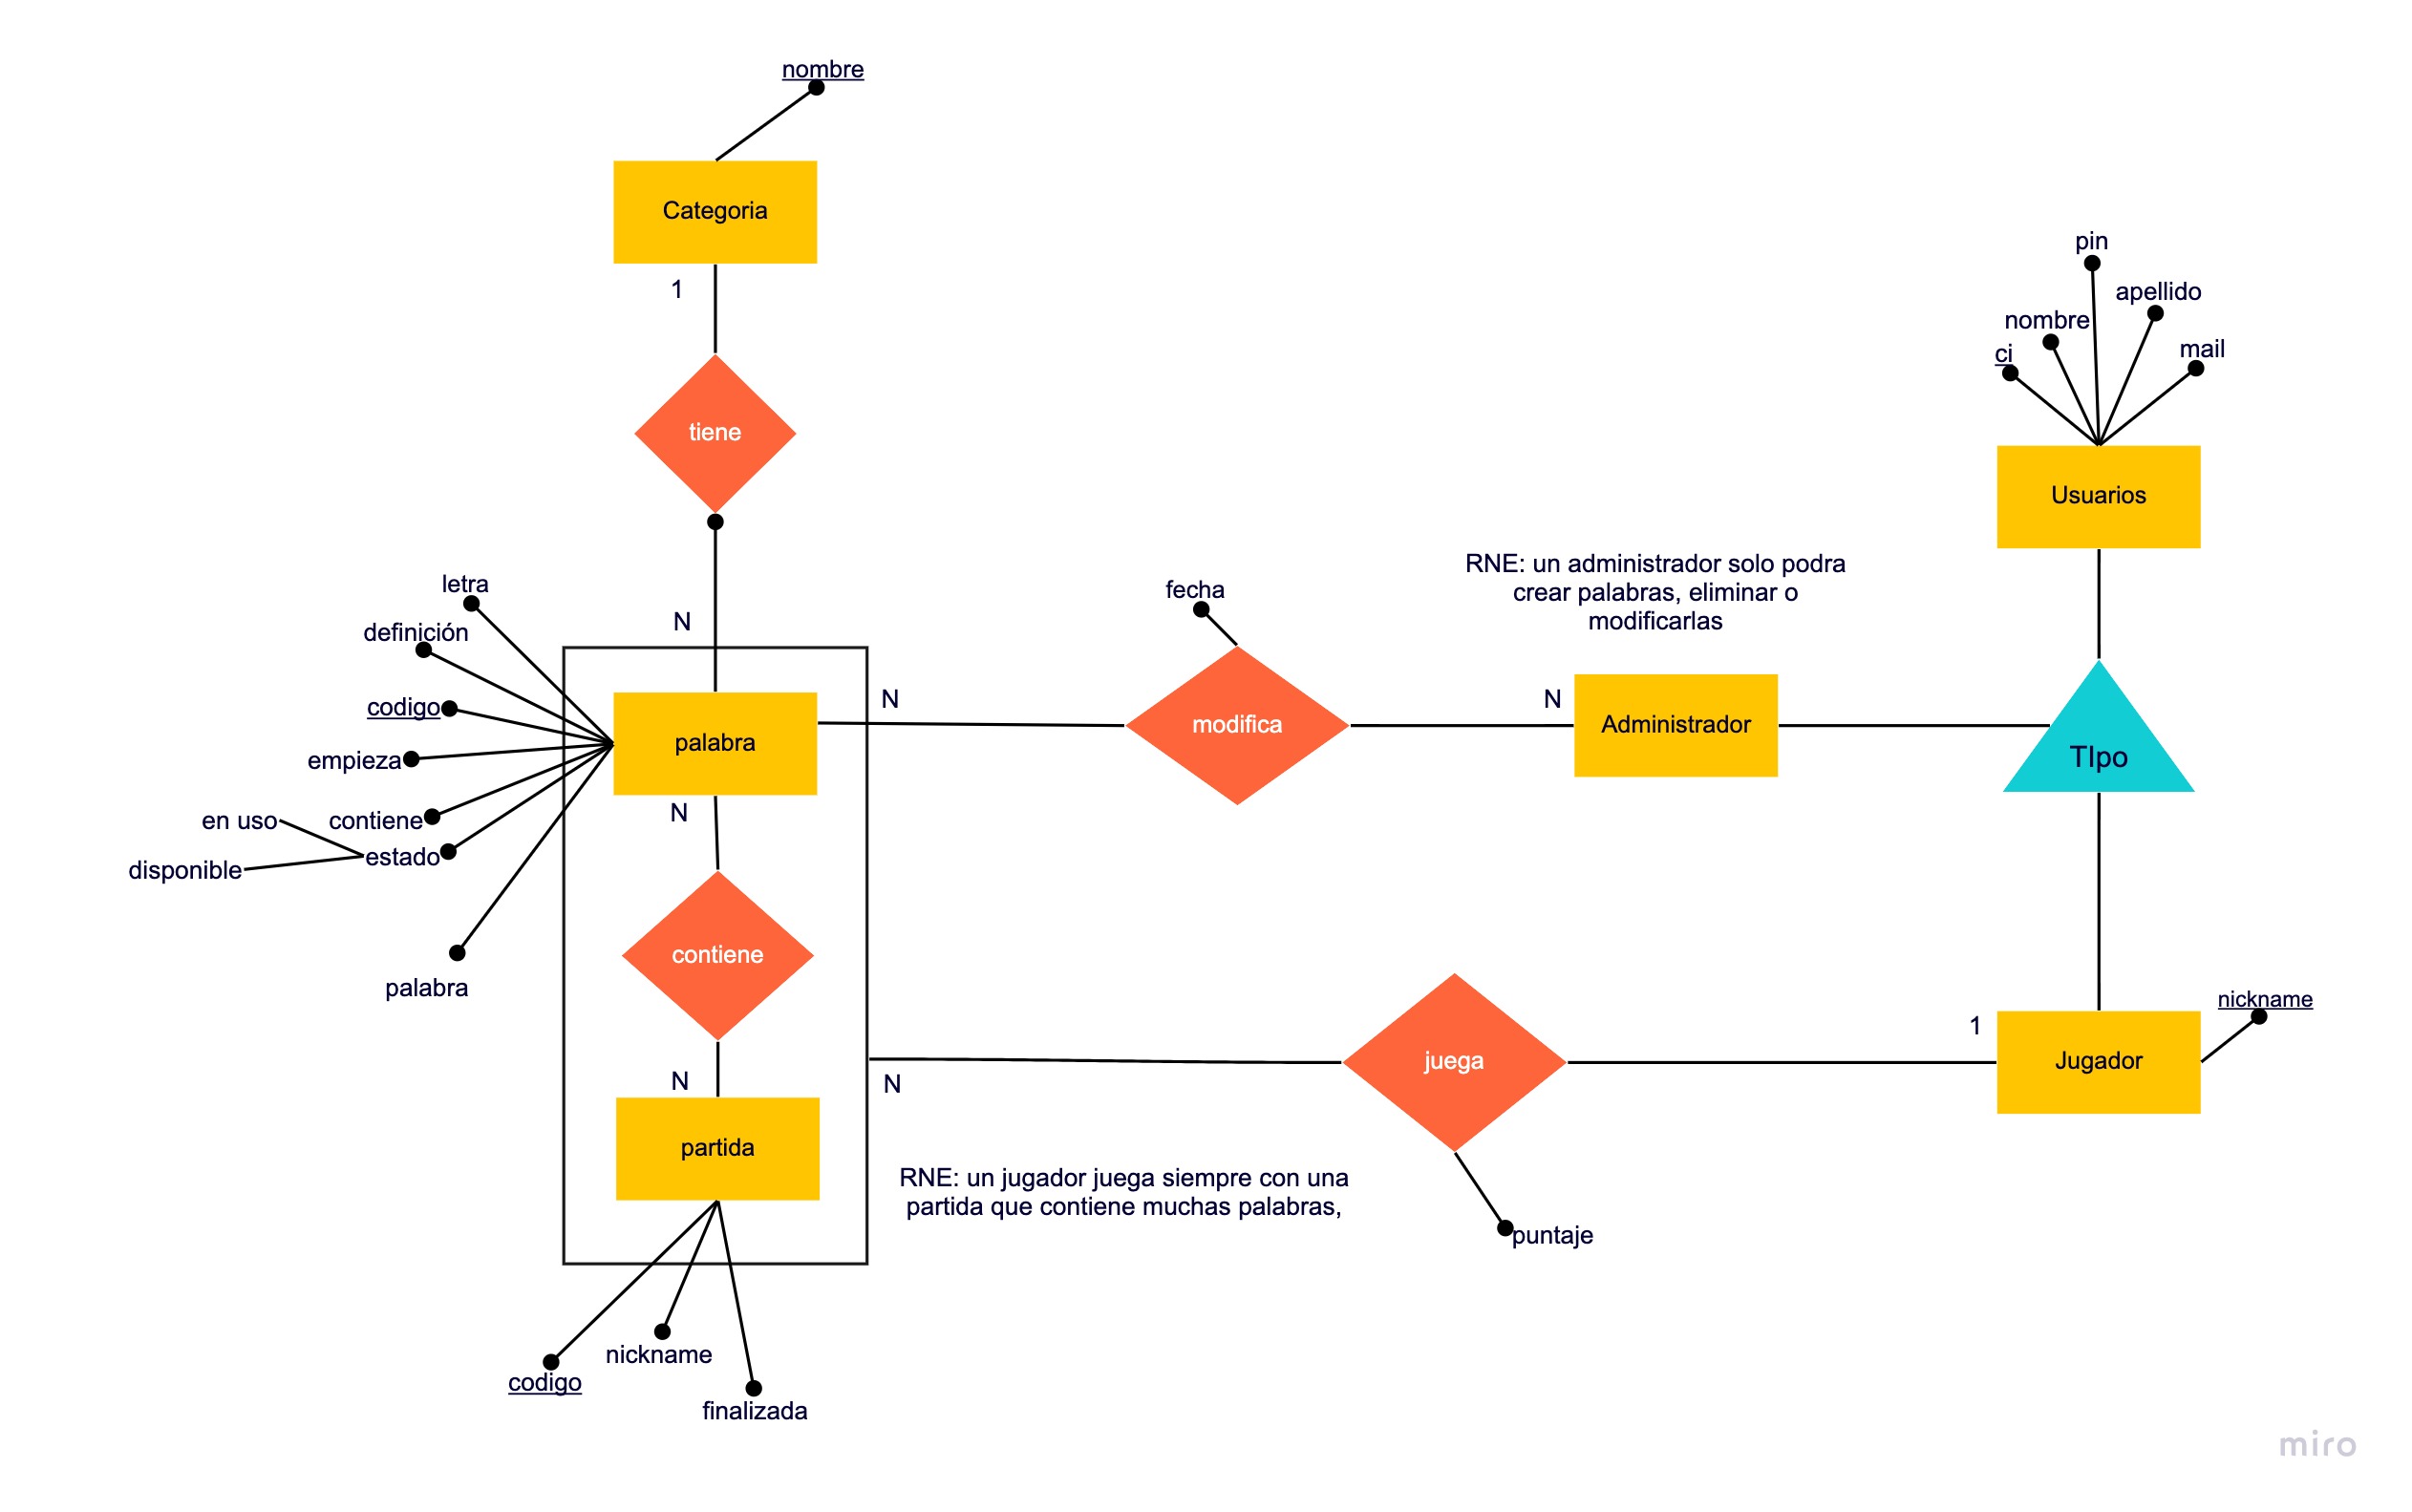 nombre
Categoria
1
tiene
N
pin
apellido
nombre
ci
mail
Usuarios
letra
definición
codigo
empieza
contiene
en uso
estado
disponible
palabra
palabra
N
fecha
modifica
RNE: un administrador solo podra
crear palabras, eliminar o
modificarlas
N
Administrador
TIpo
N
contiene
N
partida
N
juega
1
Jugador
nickname
RNE: un jugador juega siempre con una
partida que contiene muchas palabras,
puntaje
codigo
nickname
finalizada
miro